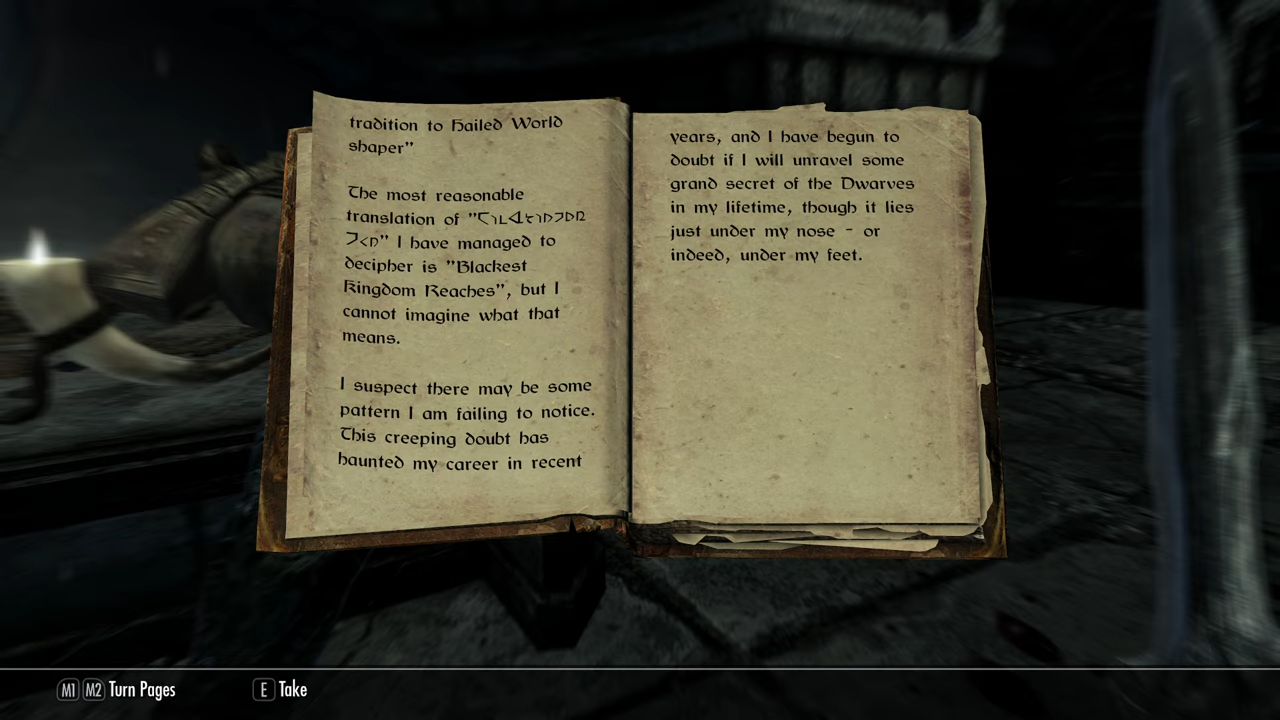 tradition to Hailed World
shaper"
The most reasonable
translation of "
" I have managed to
decipher is "Blackest
Kingdom Reaches", but I
cannot imagine what that
means.
I suspect there may be some
pattern I am failing to notice.
This creeping doubt has
haunted my career in recent
years, and I have begun to
doubt if I will unravel some
grand secret of the Dwarves
in my lifetime, though it lies
just under my nose - or
indeed, under my feet.
M1 M2 Turn Pages
E Take